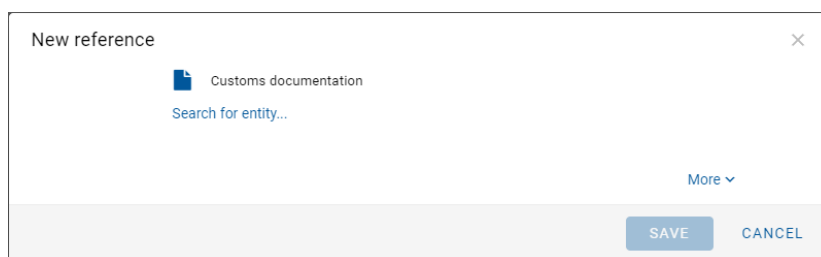 New reference
Customs documentation
Search for entity...
More
SAVE CANCEL